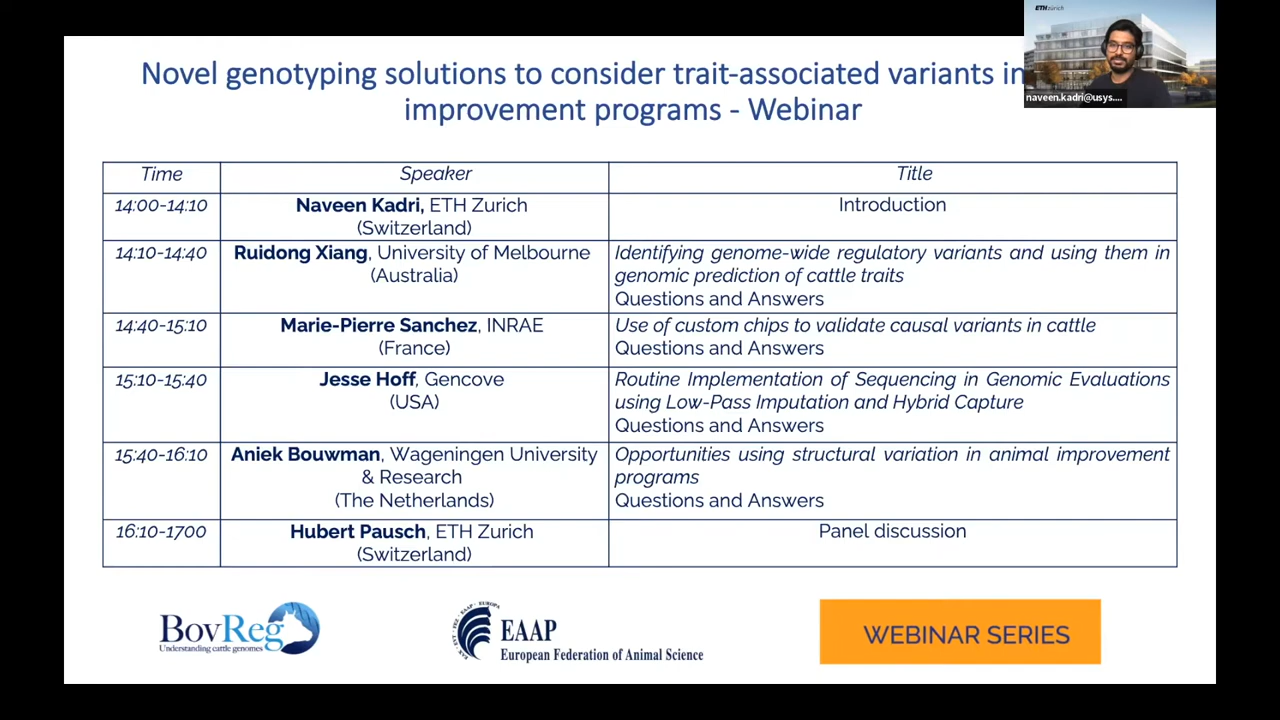 ETH zürich
naveen.kadri@usys....
Novel genotyping solutions to consider trait-associated variants in
improvement programs - Webinar
Time Speaker Title
14:00-14:10 Naveen Kadri, ETH Zurich Introduction
(Switzerland)
14:10-14:40 Ruidong Xiang, University of Melbourne Identifying genome-wide regulatory variants and using them in
(Australia) genomic prediction of cattle traits
Questions and Answers
14:40-15:10 Marie-Pierre Sanchez, INRAE Use of custom chips to validate causal variants in cattle
(France) Questions and Answers
15:10-15:40 Jesse Hoff, Gencove Routine Implementation of Sequencing in Genomic Evaluations
(USA) using Low-Pass Imputation and Hybrid Capture
Questions and Answers
15:40-16:10 Aniek Bouwman, Wageningen University Opportunities using structural variation in animal improvement
& Research programs
(The Netherlands) Questions and Answers
16:10-1700 Hubert Pausch, ETH Zurich Panel discussion
(Switzerland)
BovReg
Understanding cattle genomes
EAAP
European Federation of Animal Science
WEBINAR SERIES